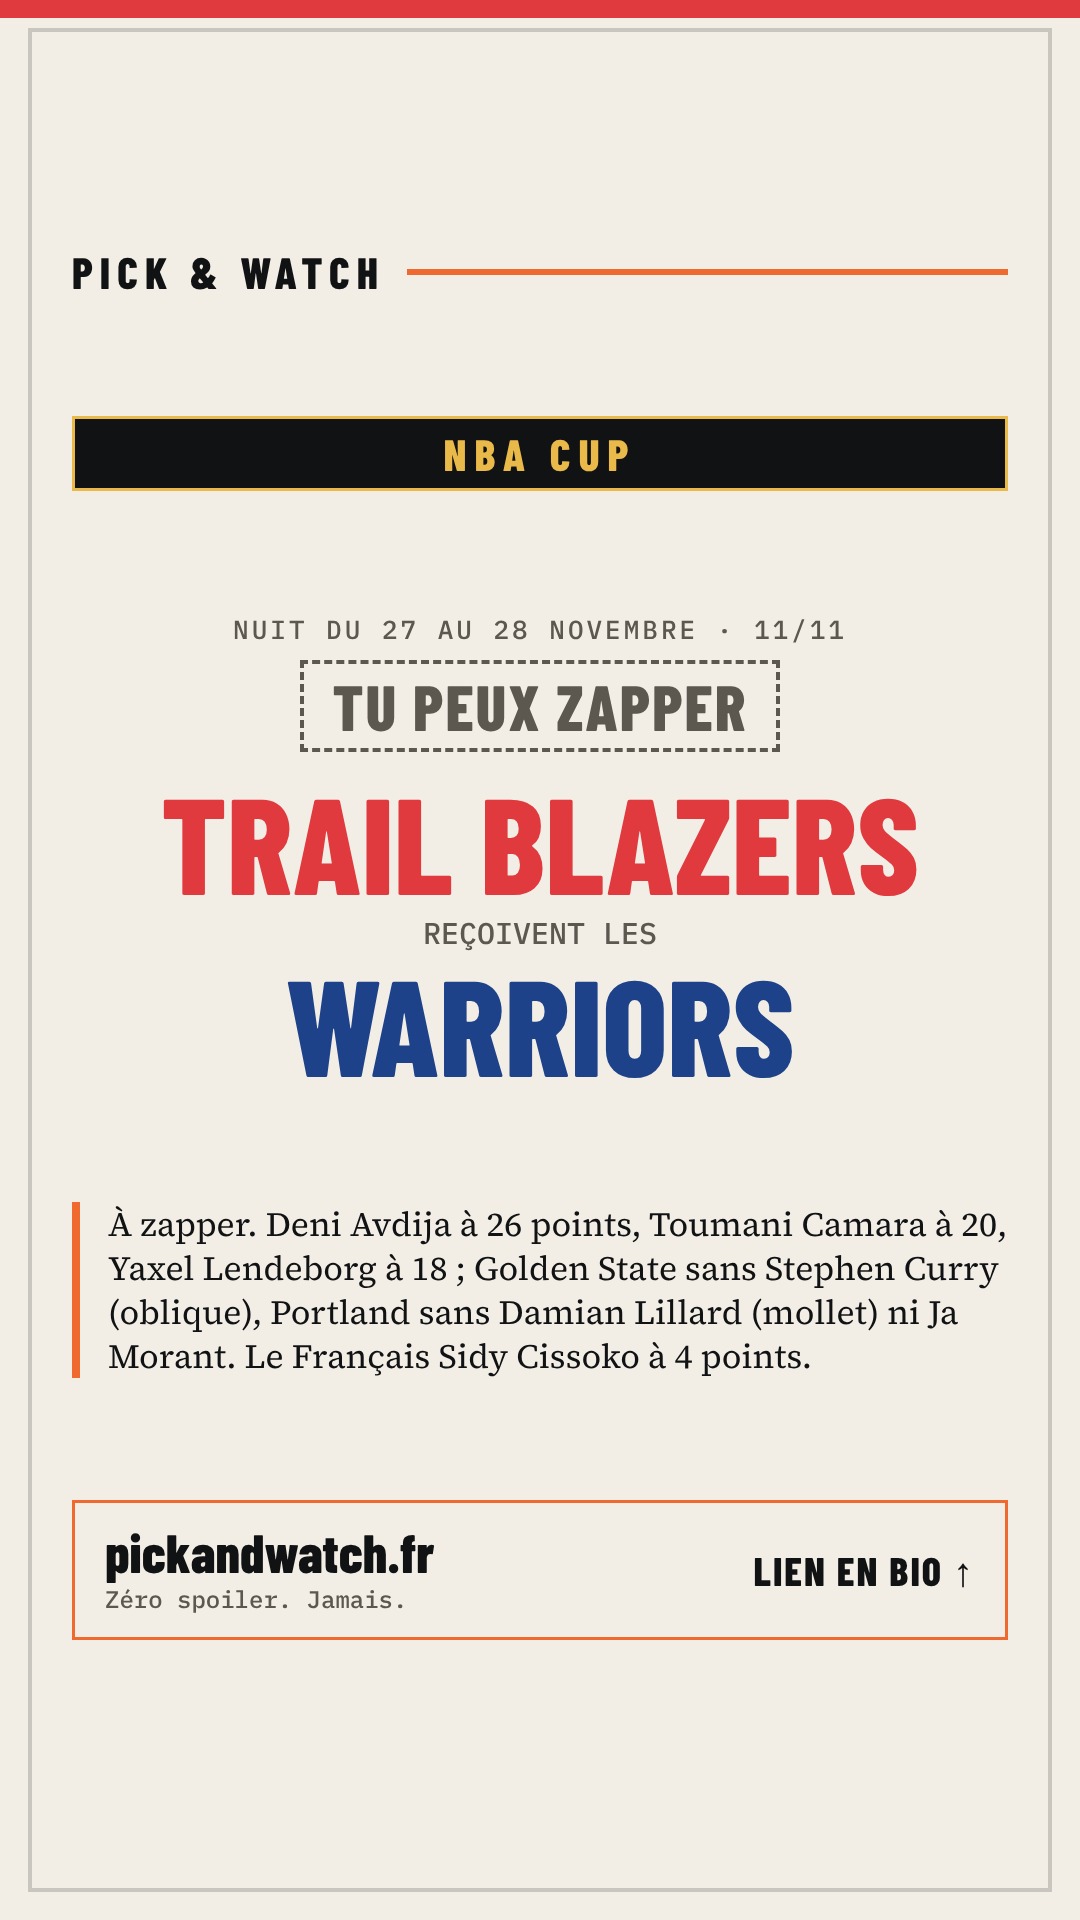 PICK & WATCH
NBA CUP
NUIT DU 27 AU 28 NOVEMBRE · 11/11
TU PEUX ZAPPER
TRAIL BLAZERS
REÇOIVENT LES
WARRIORS
À zapper. Deni Avdija à 26 points, Toumani Camara à 20,
Yaxel Lendeborg à 18 ; Golden State sans Stephen Curry
(oblique), Portland sans Damian Lillard (mollet) ni Ja
Morant. Le Français Sidy Cissoko à 4 points.
pickandwatch.fr
Zéro spoiler. Jamais.
LIEN EN BIO ↑